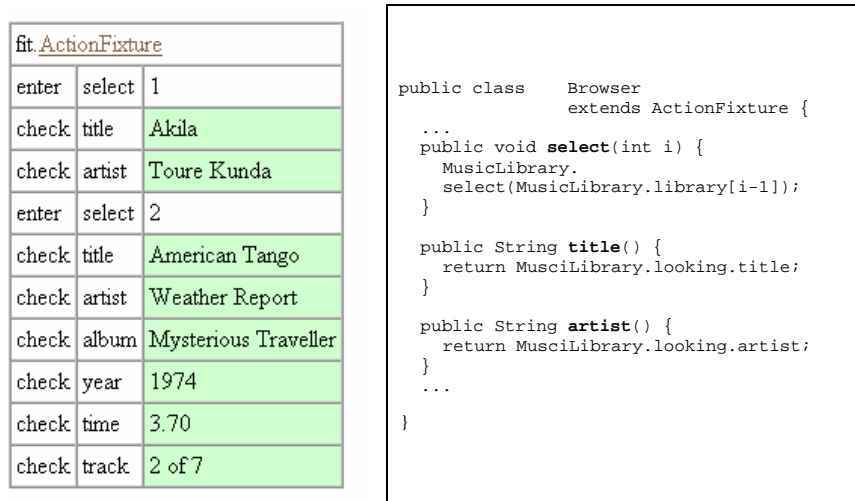 fit.ActionFixture
enter select 1
check title Akila
check artist Toure Kunda
enter select 2
check title American Tango
check artist Weather Report
check album Mysterious Traveller
check year 1974
check time 3.70
check track 2 of 7
public class Browser
extends ActionFixture {
...
public void select(int i) {
MusicLibrary.
select(MusicLibrary.library[i-1]);
}
public String title() {
return MusciLibrary.looking.title;
}
public String artist() {
return MusciLibrary.looking.artist;
}
...
}